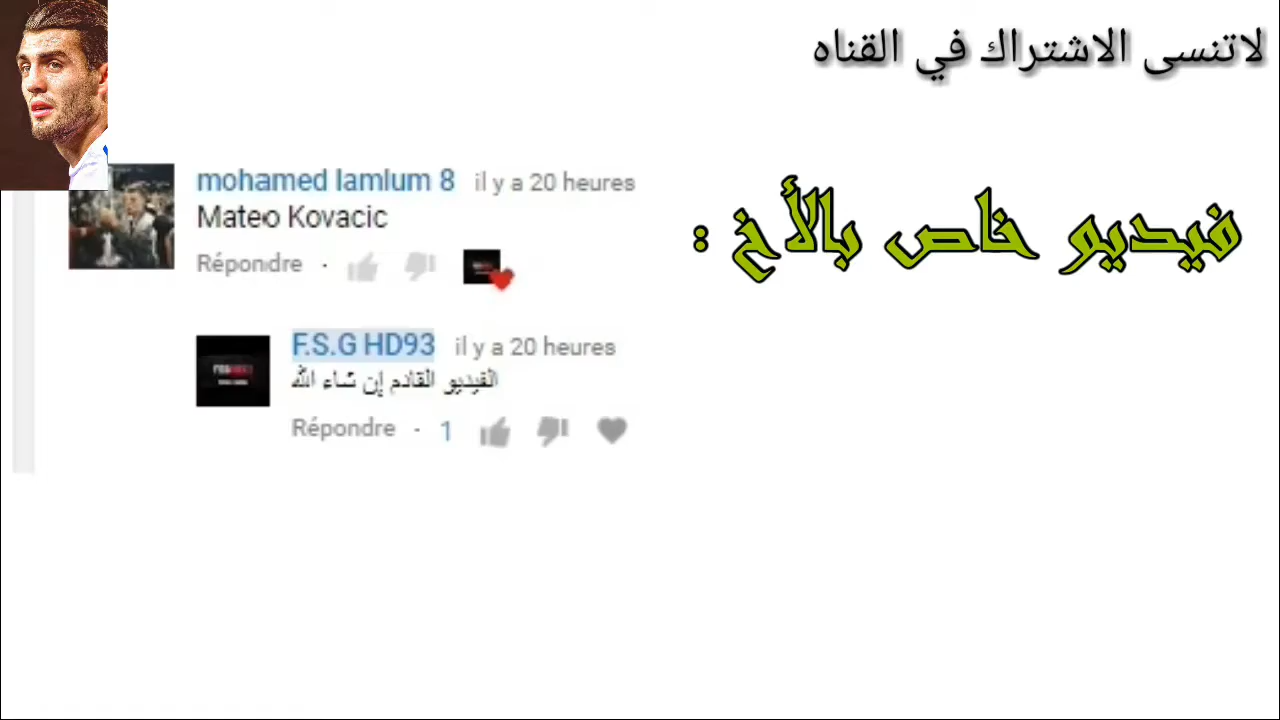 لاتنسى الاشتراك في القناه
mohamed lamlum 8 il y a 20 heures
Mateo Kovacic
Répondre ·
فيديو خاص بالأخ :
F.S.G HD93 il y a 20 heures
الفيديو القادم إن شاء الله
Répondre · 1